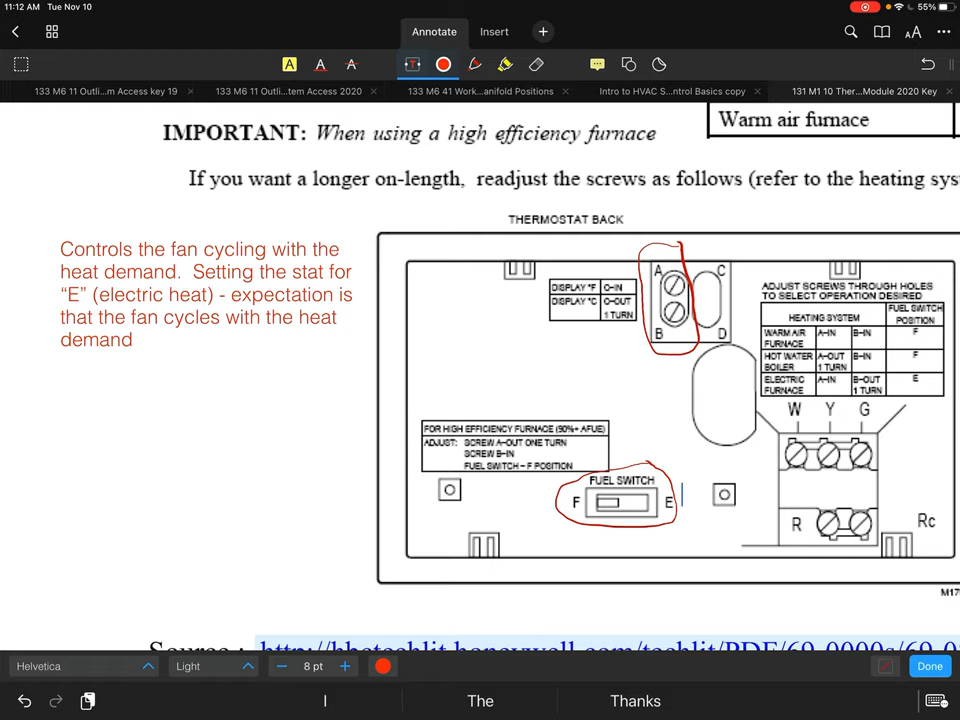 11:12 AM Tue Nov 10
55%
Annotate
Insert
133 M6 11 Outli...m Access key 19
133 M6 11 Outli...tem Access 2020
133 M6 41 Work...anifold Positions
Intro to HVAC S...ntrol Basics copy
131 M1 10 Ther...Module 2020 Key
Warm air furnace
IMPORTANT: When using a high efficiency furnace
If you want a longer on-length, readjust the screws as follows (refer to the heating sys
THERMOSTAT BACK
Controls the fan cycling with the
heat demand. Setting the stat for
“E” (electric heat) - expectation is
that the fan cycles with the heat
demand
A
C
B
D
DISPLAY °F O-IN
DISPLAY °C O-OUT
1 TURN
ADJUST SCREWS THROUGH HOLES
TO SELECT OPERATION DESIRED
HEATING SYSTEM FUEL SWITCH
POSITION
WARM AIR A-IN B-IN F
FURNACE
HOT WATER A-OUT B-IN F
BOILER 1 TURN
ELECTRIC A-IN B-OUT E
FURNACE 1 TURN
W Y G
FOR HIGH EFFICIENCY FURNACE (90%+ AFUE)
ADJUST: SCREW A-OUT ONE TURN
SCREW B-IN
FUEL SWITCH – F POSITION
FUEL SWITCH
F E
R Rc
M17
Source :
Helvetica
Light
8 pt
Done
I
The
Thanks